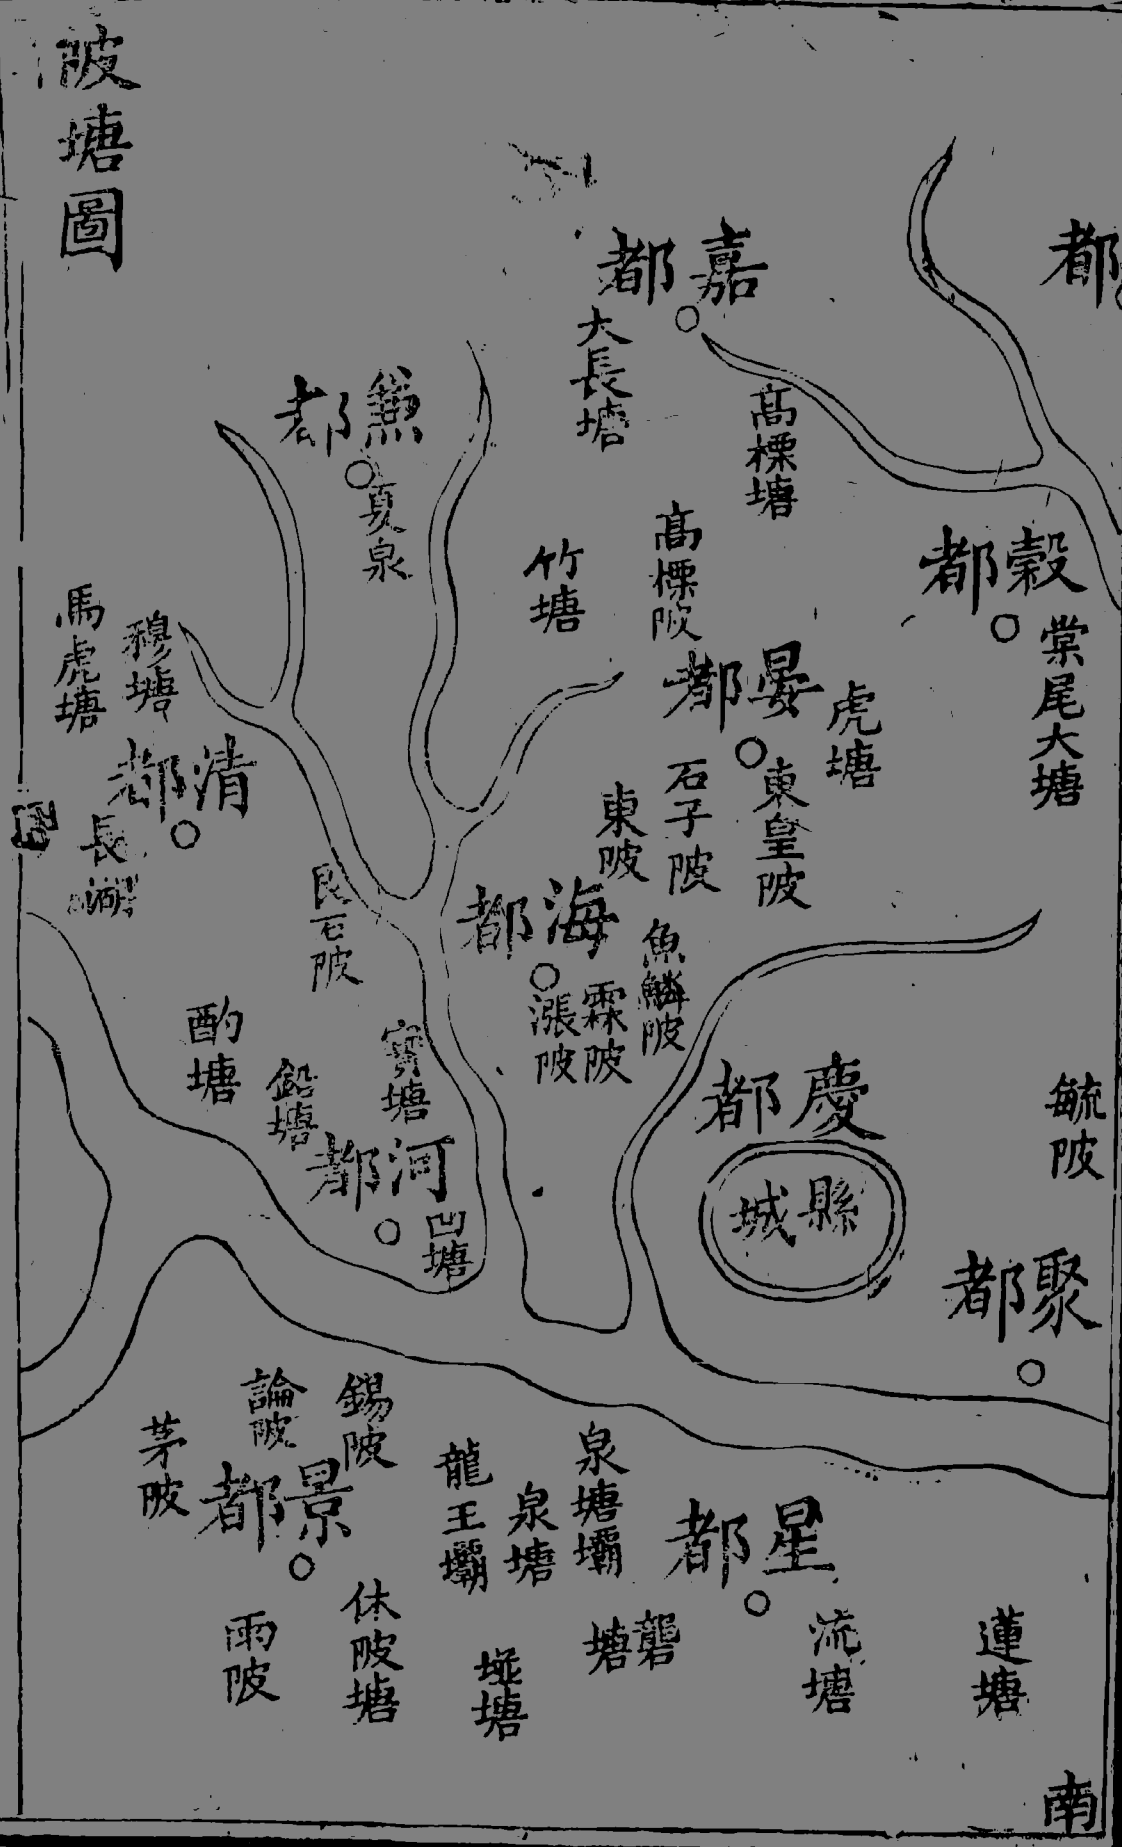 陂塘圖
都
嘉都
大長塘
高櫟塘
鱻都
夏泉
竹塘
高櫟陂
穀都
棠尾大塘
晏都
虎塘
石子陂
東皇陂
東陂
馬虎塘
穆塘
清都
長湖
良石陂
海都
漲陂
霖陂
魚鱗陂
酌塘
鉛塘
寶塘
河都
凹塘
慶都
縣城
毓陂
聚都
論陂
錫陂
茅陂
景都
龍王壩
泉塘
泉塘壩
星都
雨陂
休陂塘
塘
礱塘
流塘
蓮塘
南